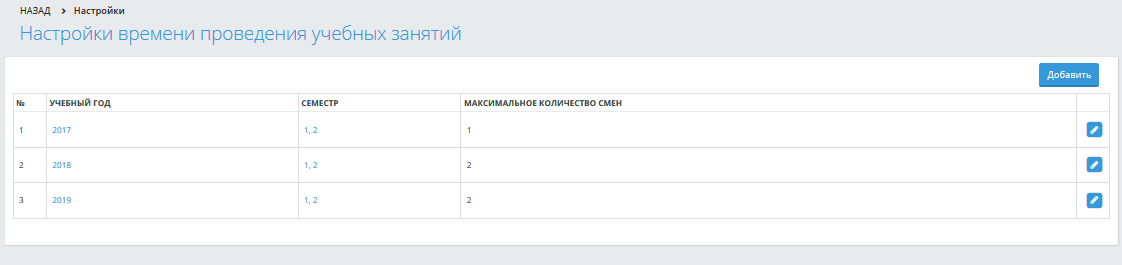 НАЗАД > Настройки
Настройки времени проведения учебных занятий
Добавить
№ УЧЕБНЫЙ ГОД СЕМЕСТР МАКСИМАЛЬНОЕ КОЛИЧЕСТВО СМЕН
1 2017 1, 2 1
2 2018 1, 2 2
3 2019 1, 2 2